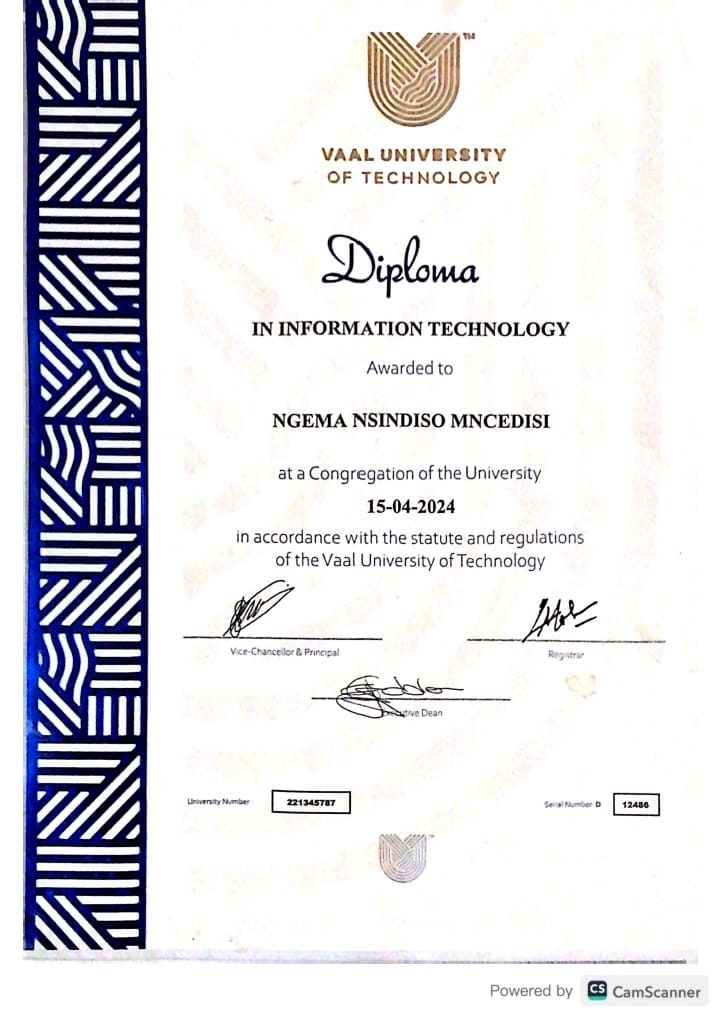 TM
VAAL UNIVERSITY
OF TECHNOLOGY
Diploma
IN INFORMATION TECHNOLOGY
Awarded to
NGEMA NSINDISO MNCEDISI
at a Congregation of the University
15-04-2024
in accordance with the statute and regulations
of the Vaal University of Technology
Vice-Chancellor & Principal
Registrar
Executive Dean
University Number 221345787
Serial Number D 12486
Powered by CS CamScanner